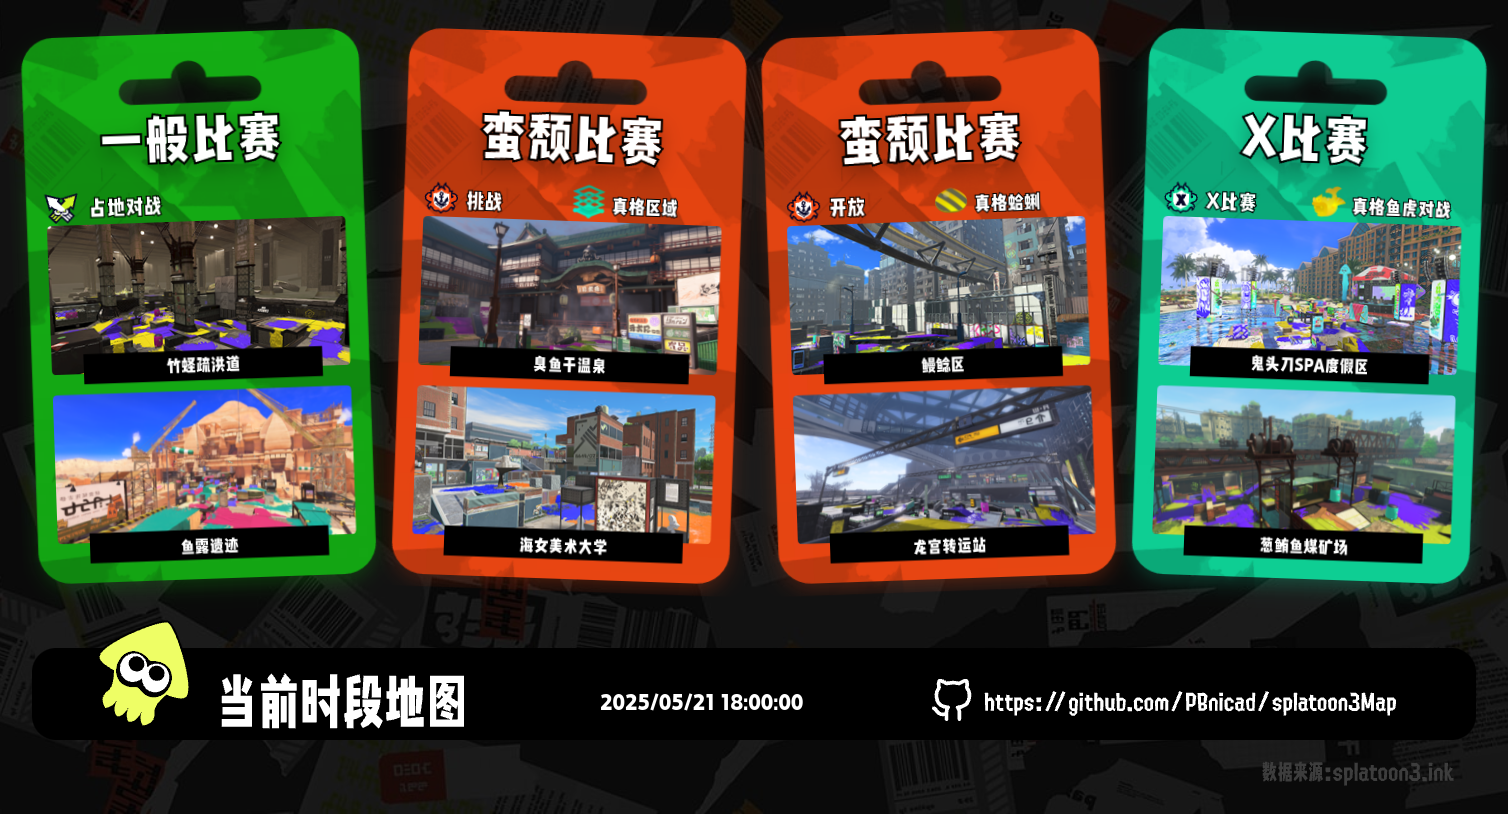 一般比赛
占地对战
竹蛏疏洪道
鱼露遗迹
蛮颓比赛
挑战
真格区域
臭鱼干温泉
海女美术大学
蛮颓比赛
开放
真格蛤蜊
鳗鲶区
龙宫转运站
X比赛
X比赛
真格鱼虎对战
鬼头刀SPA度假区
葱鲔鱼煤矿场
当前时段地图
2025/05/21 18:00:00
https://github.com/PBnicad/splatoon3Map
数据来源:splatoon3.ink